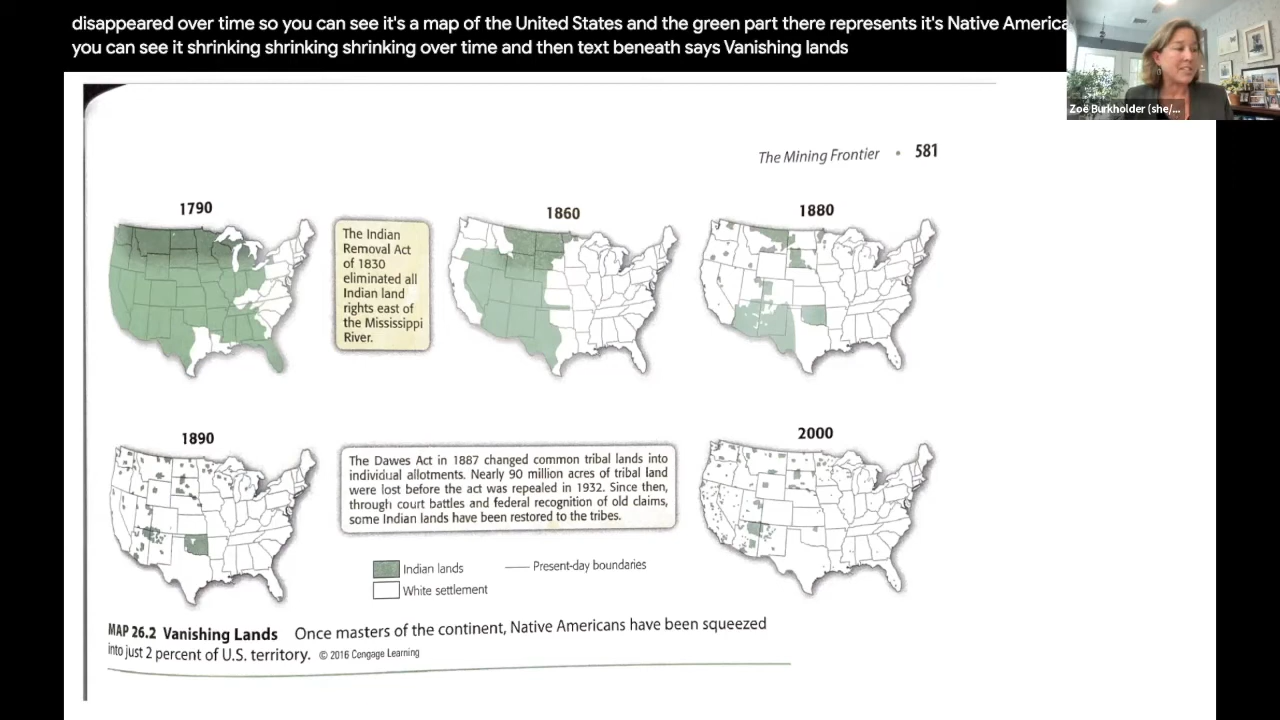 disappeared over time so you can see it's a map of the United States and the green part there represents it's Native America
you can see it shrinking shrinking shrinking over time and then text beneath says Vanishing lands
Zoë Burkholder (she/...
The Mining Frontier • 581
1790
The Indian
Removal Act
of 1830
eliminated all
Indian land
rights east of
the Mississippi
River.
1860
1880
1890
The Dawes Act in 1887 changed common tribal lands into
individual allotments. Nearly 90 million acres of tribal land
were lost before the act was repealed in 1932. Since then,
through court battles and federal recognition of old claims,
some Indian lands have been restored to the tribes.
2000
Indian lands
Present-day boundaries
White settlement
MAP 26.2 Vanishing Lands Once masters of the continent, Native Americans have been squeezed
into just 2 percent of U.S. territory. © 2016 Cengage Learning